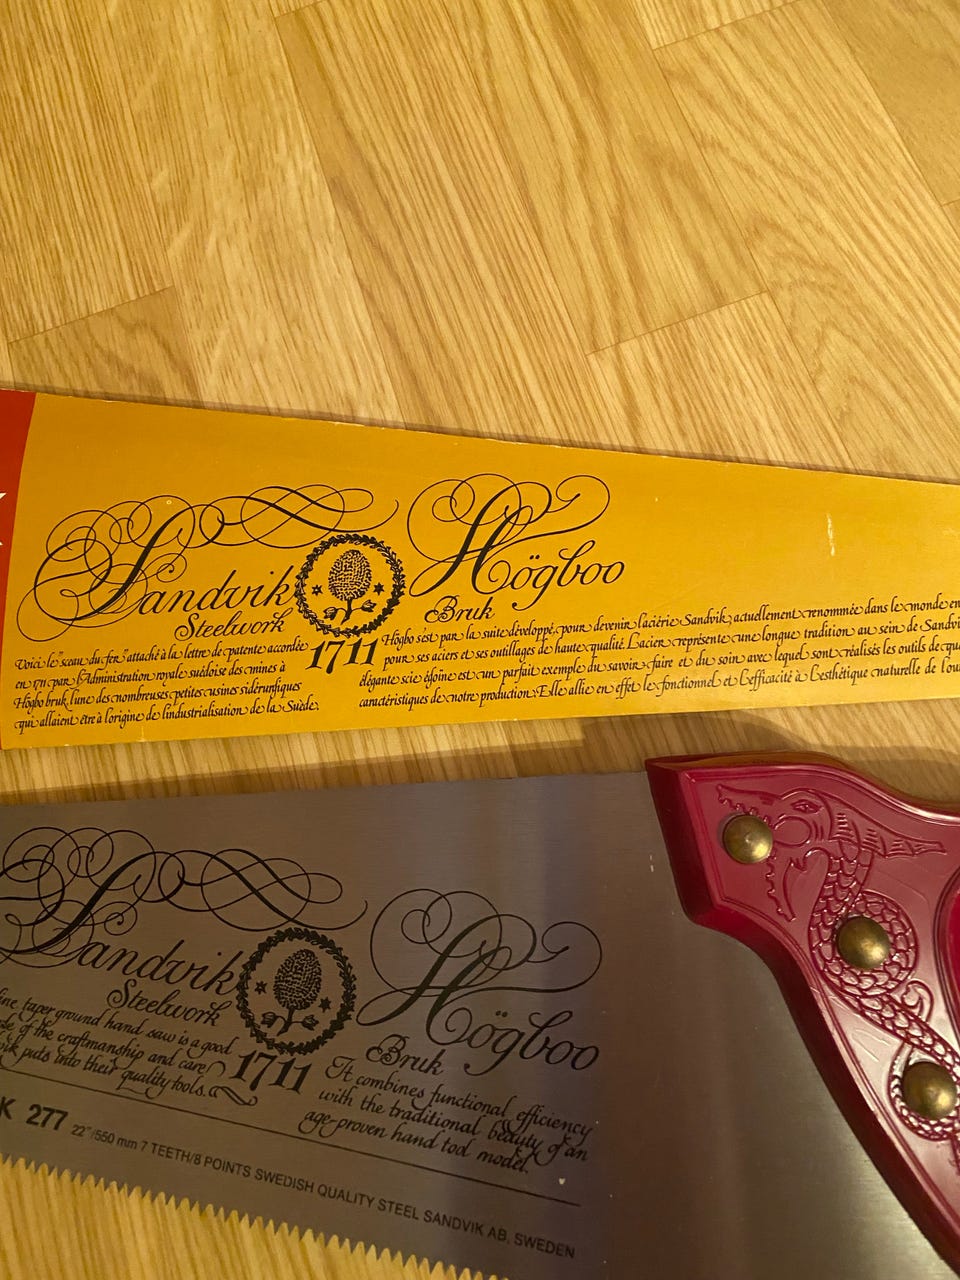 Sandvik
Steelwork
1711
Högboo
Bruk
Voici le "sceau du fer" attaché à la lettre de patente accordée
en 1711 par l'Administration royale suédoise des mines à
Högbo bruk, l'une des nombreuses petites usines sidérurgiques
qui allaient être à l'origine de l'industrialisation de la Suède.
Högbo s'est par la suite développé, pour devenir l'aciérie Sandvik, actuellement renommée dans le monde en
pour ses aciers et ses outillages de haute qualité. L'acier représente une longue tradition au sein de Sandvi
élégante scie égoïne est un parfait exemple du savoir-faire et du soin avec lequel sont réalisés les outils de qu
caractéristiques de notre production. Elle allie en effet le fonctionnel et l'efficacité à l'esthétique naturelle de l'ou
Sandvik
Steelwork
1711
Högboo
Bruk
fine taper ground hand saw is a good
of the craftmanship and care
puts into their quality tools.
It combines functional efficiency
with the traditional beauty of an
age-proven hand tool model.
K 277 22"/550 mm 7 TEETH/8 POINTS SWEDISH QUALITY STEEL SANDVIK AB, SWEDEN